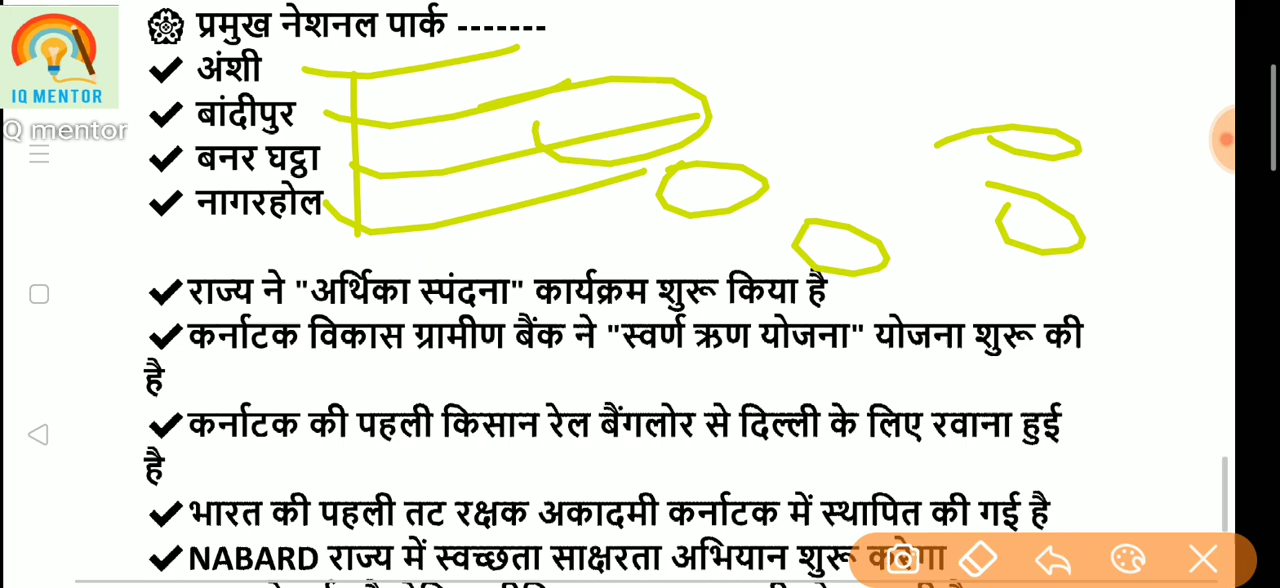 प्रमुख नेशनल पार्क -------
IQ MENTOR
Q mentor
✔ अंशी
✔ बांदीपुर
✔ बनर घट्ठा
✔ नागरहोल
✔राज्य ने "अर्थिका स्पंदना" कार्यक्रम शुरू किया है
✔कर्नाटक विकास ग्रामीण बैंक ने "स्वर्ण ऋण योजना" योजना शुरू की
है
✔कर्नाटक की पहली किसान रेल बैंगलोर से दिल्ली के लिए रवाना हुई
है
✔भारत की पहली तट रक्षक अकादमी कर्नाटक में स्थापित की गई है
✔NABARD राज्य में स्वच्छता साक्षरता अभियान शुरू करेगा